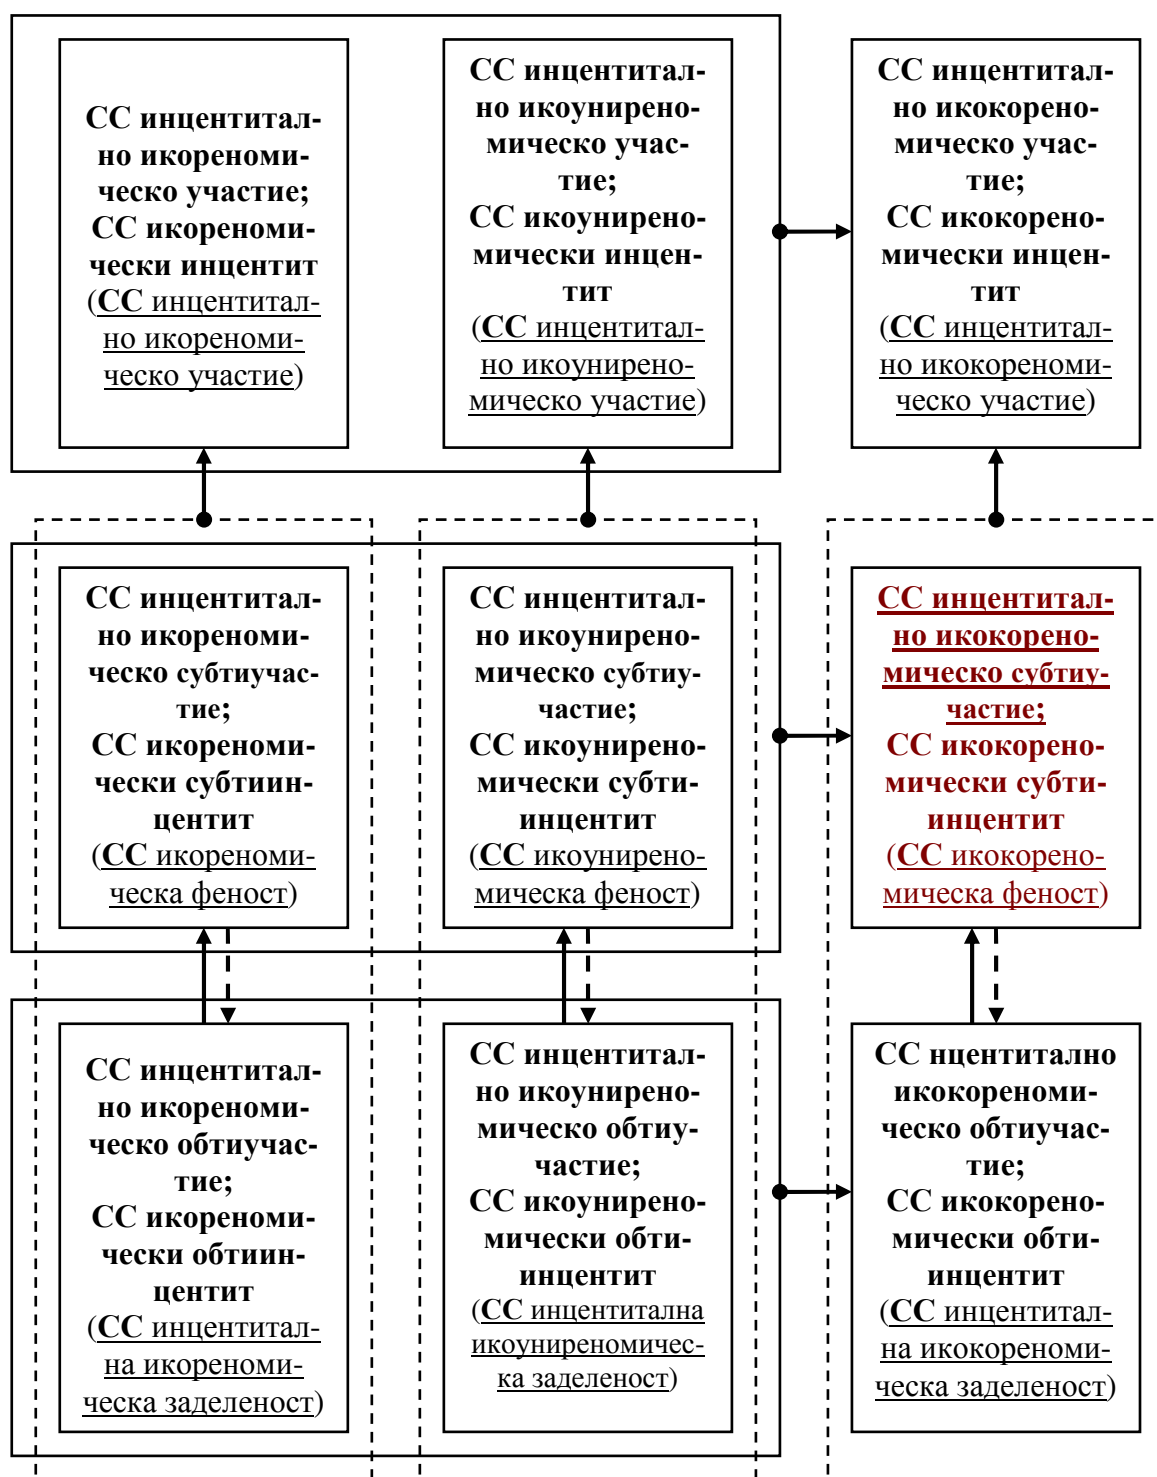 СС инцентитал-
но икореноми-
ческо участие;
СС икореноми-
чески инцентит
(СС инцентитал-
но икореноми-
ческо участие)
СС инцентитал-
но икоунирено-
мическо учас-
тие;
СС икоунирено-
мически инцен-
тит
(СС инцентитал-
но икоунирено-
мическо участие)
СС инцентитал-
но икокорено-
мическо учас-
тие;
СС икокорено-
мически инцен-
тит
(СС инцентитал-
но икокореноми-
ческо участие)
СС инцентитал-
но икореноми-
ческо субтиучас-
тие;
СС икореноми-
чески субтиин-
центит
(СС икореноми-
ческа феност)
СС инцентитал-
но икоунирено-
мическо субтиу-
частие;
СС икоунирено-
мически субти-
инцентит
(СС икоунирено-
мическа феност)
СС инцентитал-
но икокорено-
мическо субтиу-
частие;
СС икокорено-
мически субти-
инцентит
(СС икокорено-
мическа феност)
СС инцентитал-
но икореноми-
ческо обтиучас-
тие;
СС икореноми-
чески обтиин-
центит
(СС инцентитал-
на икореноми-
ческа заделеност)
СС инцентитал-
но икоунирено-
мическо обтиу-
частие;
СС икоунирено-
мически обти-
инцентит
(СС инцентитална
икоуниреномичес-
ка заделеност)
СС нцентитално
икокореноми-
ческо обтиучас-
тие;
СС икокорено-
мически обти-
инцентит
(СС инцентитал-
на икокореноми-
ческа заделеност)